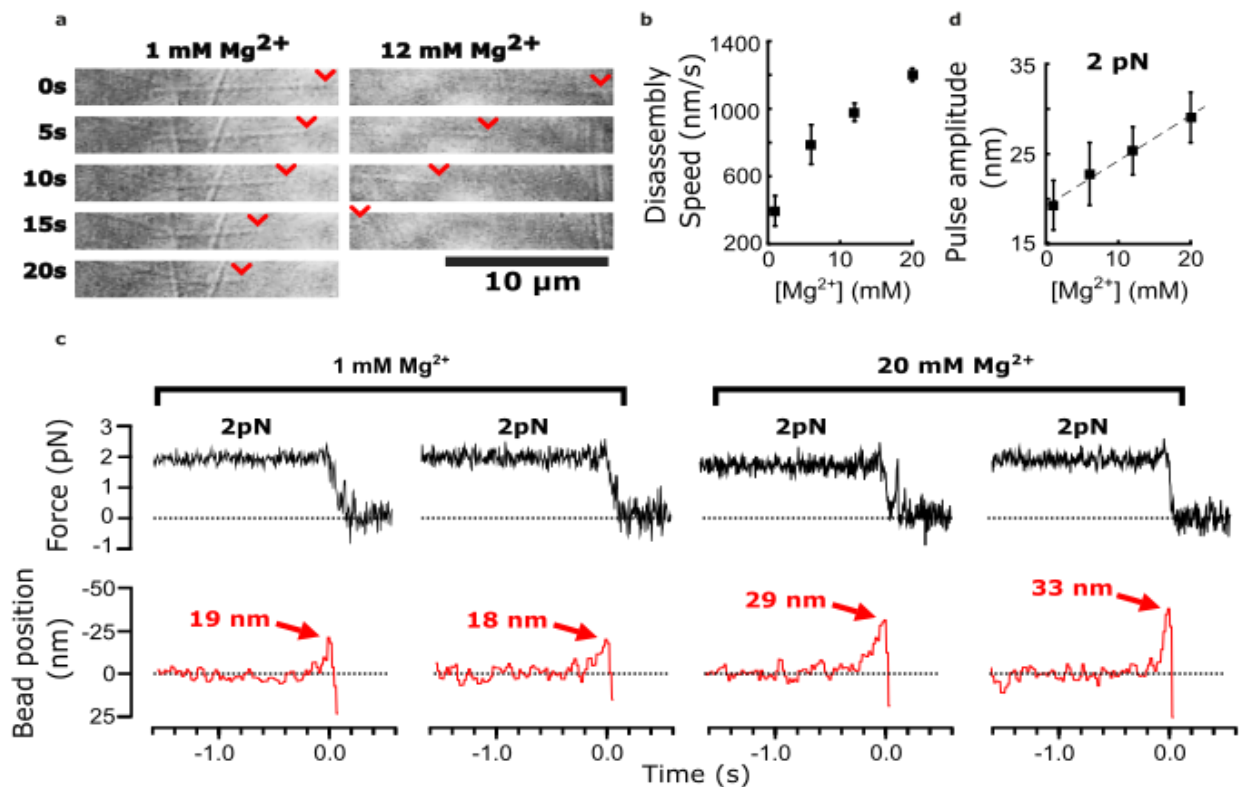 a
1 mM Mg²⁺
12 mM Mg²⁺
0s
5s
10s
15s
20s
10 µm
b
Disassembly
Speed (nm/s)
1400
1000
600
200
0
10
20
[Mg²⁺] (mM)
d
2 pN
Pulse amplitude
(nm)
35
25
15
0
10
20
[Mg²⁺] (mM)
c
1 mM Mg²⁺
20 mM Mg²⁺
2pN
2pN
2pN
2pN
Force (pN)
3
2
1
0
-1
Bead position
(nm)
-50
-25
0
25
19 nm
18 nm
29 nm
33 nm
-1.0
0.0
-1.0
0.0
-1.0
0.0
-1.0
0.0
Time (s)